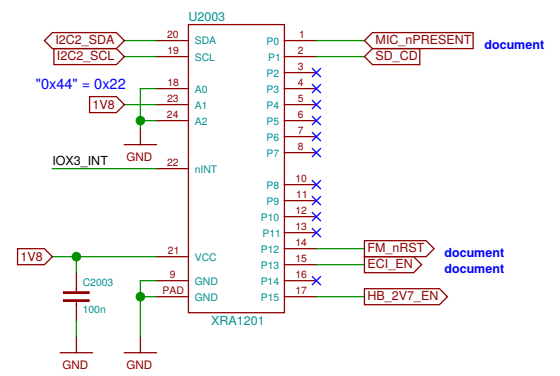 U2003
I2C2_SDA 20 SDA P0 1 MIC_nPRESENT document
I2C2_SCL 19 SCL P1 2 SD_CD
P2 3
"0x44" = 0x22 18 A0 P3 4
1V8 23 A1 P4 5
24 A2 P5 6
P6 7
GND P7 8
IOX3_INT 22 nINT
P8 10
P9 11
P10 12
P11 13
P12 14 FM_nRST document
1V8 21 VCC P13 15 ECI_EN document
9 GND P14 16
C2003 PAD GND P15 17 HB_2V7_EN
100n
XRA1201
GND GND